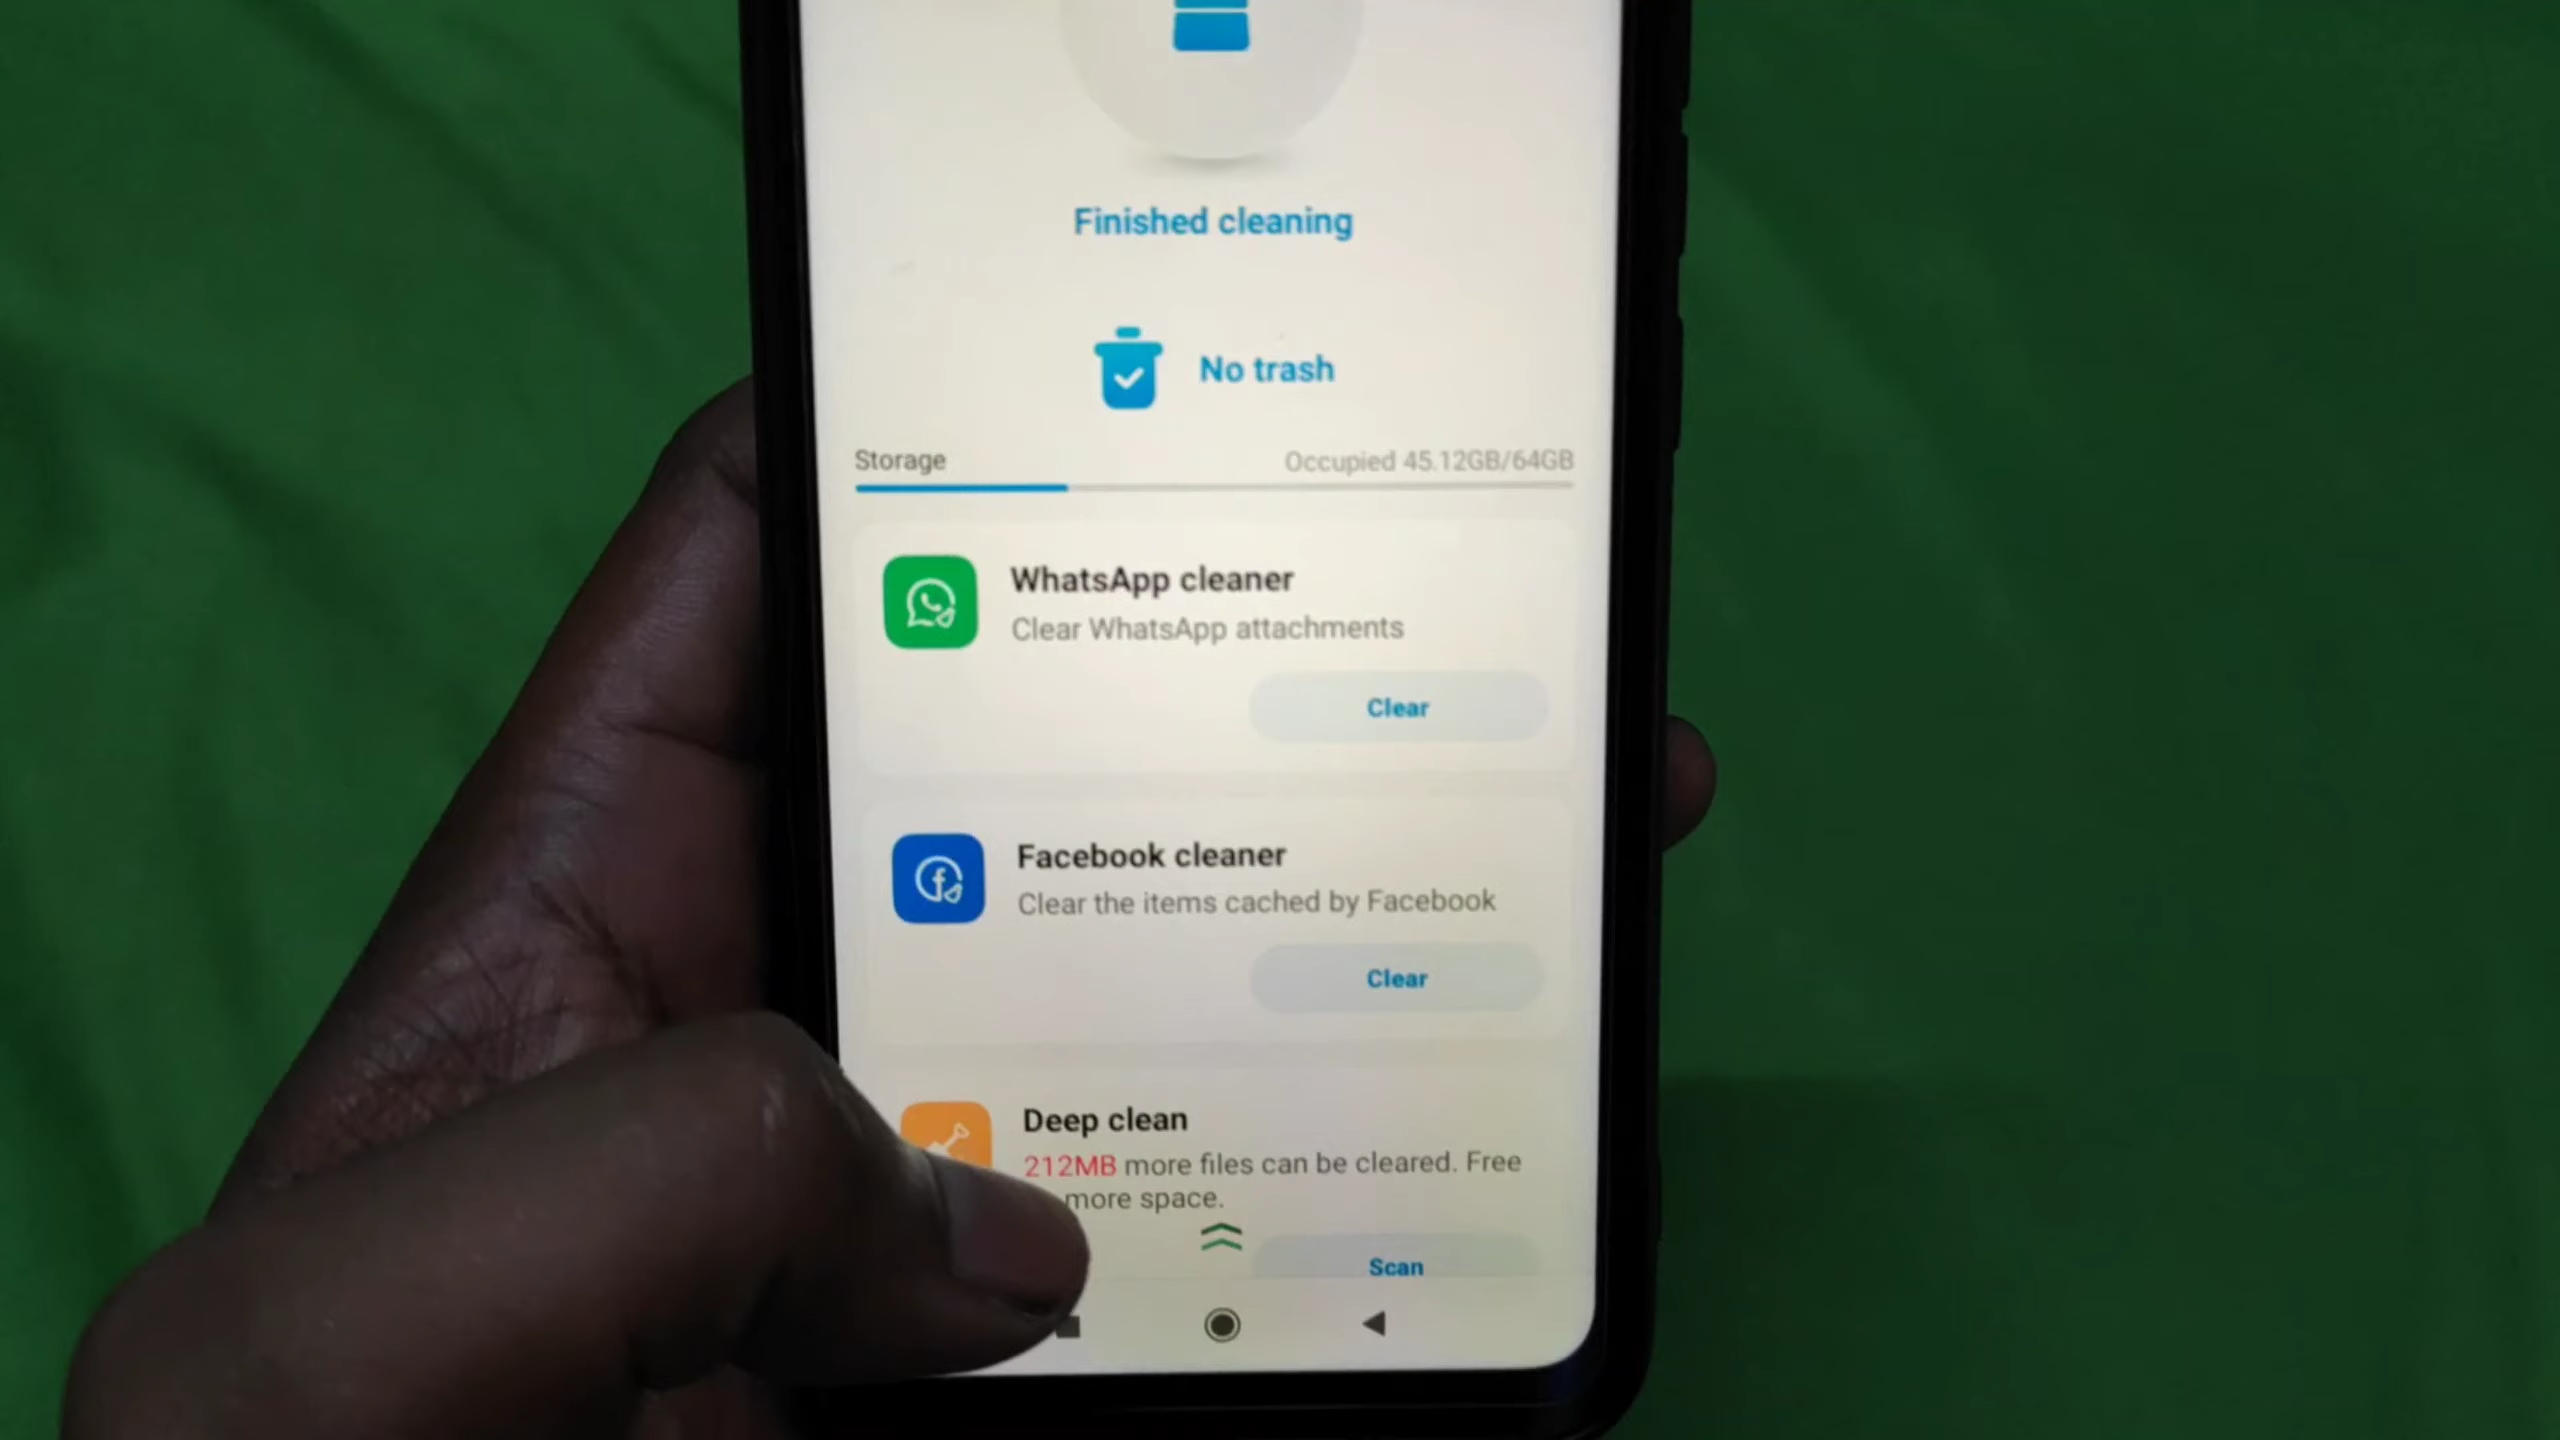 Finished cleaning
No trash
Storage
Occupied 45.12GB/64GB
WhatsApp cleaner
Clear WhatsApp attachments
Clear
Facebook cleaner
Clear the items cached by Facebook
Clear
Deep clean
212MB more files can be cleared. Free
more space.
Scan